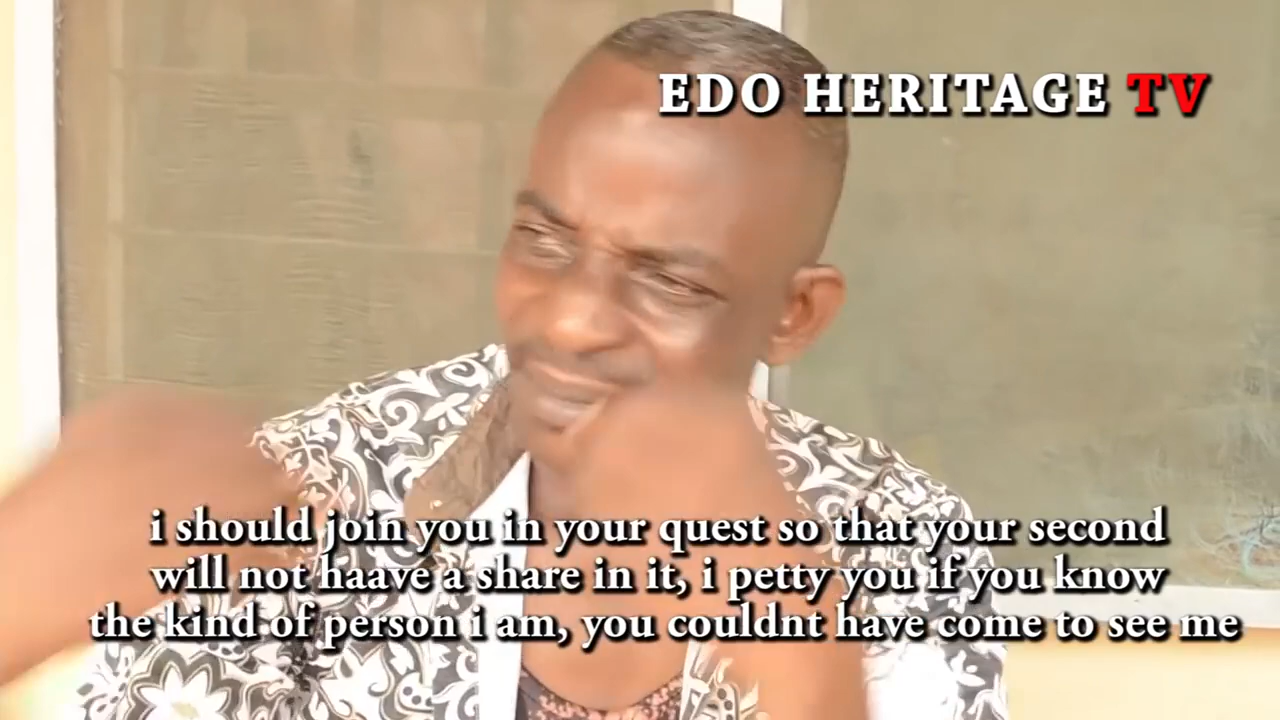 EDO HERITAGE TV
i should join you in your quest so that your second
will not haave a share in it, i petty you if you know
the kind of person i am, you couldnt have come to see me